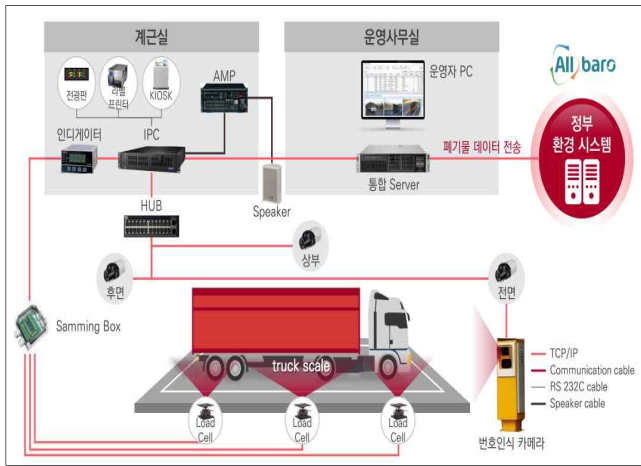 계근실
운영사무실
Allbaro
전광판
라벨
프린터
KIOSK
AMP
운영자 PC
정부
환경 시스템
인디게이터
IPC
폐기물 데이터 전송
통합 Server
Speaker
HUB
상부
후면
전면
Samming Box
truck scale
TCP/IP
Communication cable
RS 232C cable
Speaker cable
Load
Cell
Load
Cell
Load
Cell
번호인식 카메라